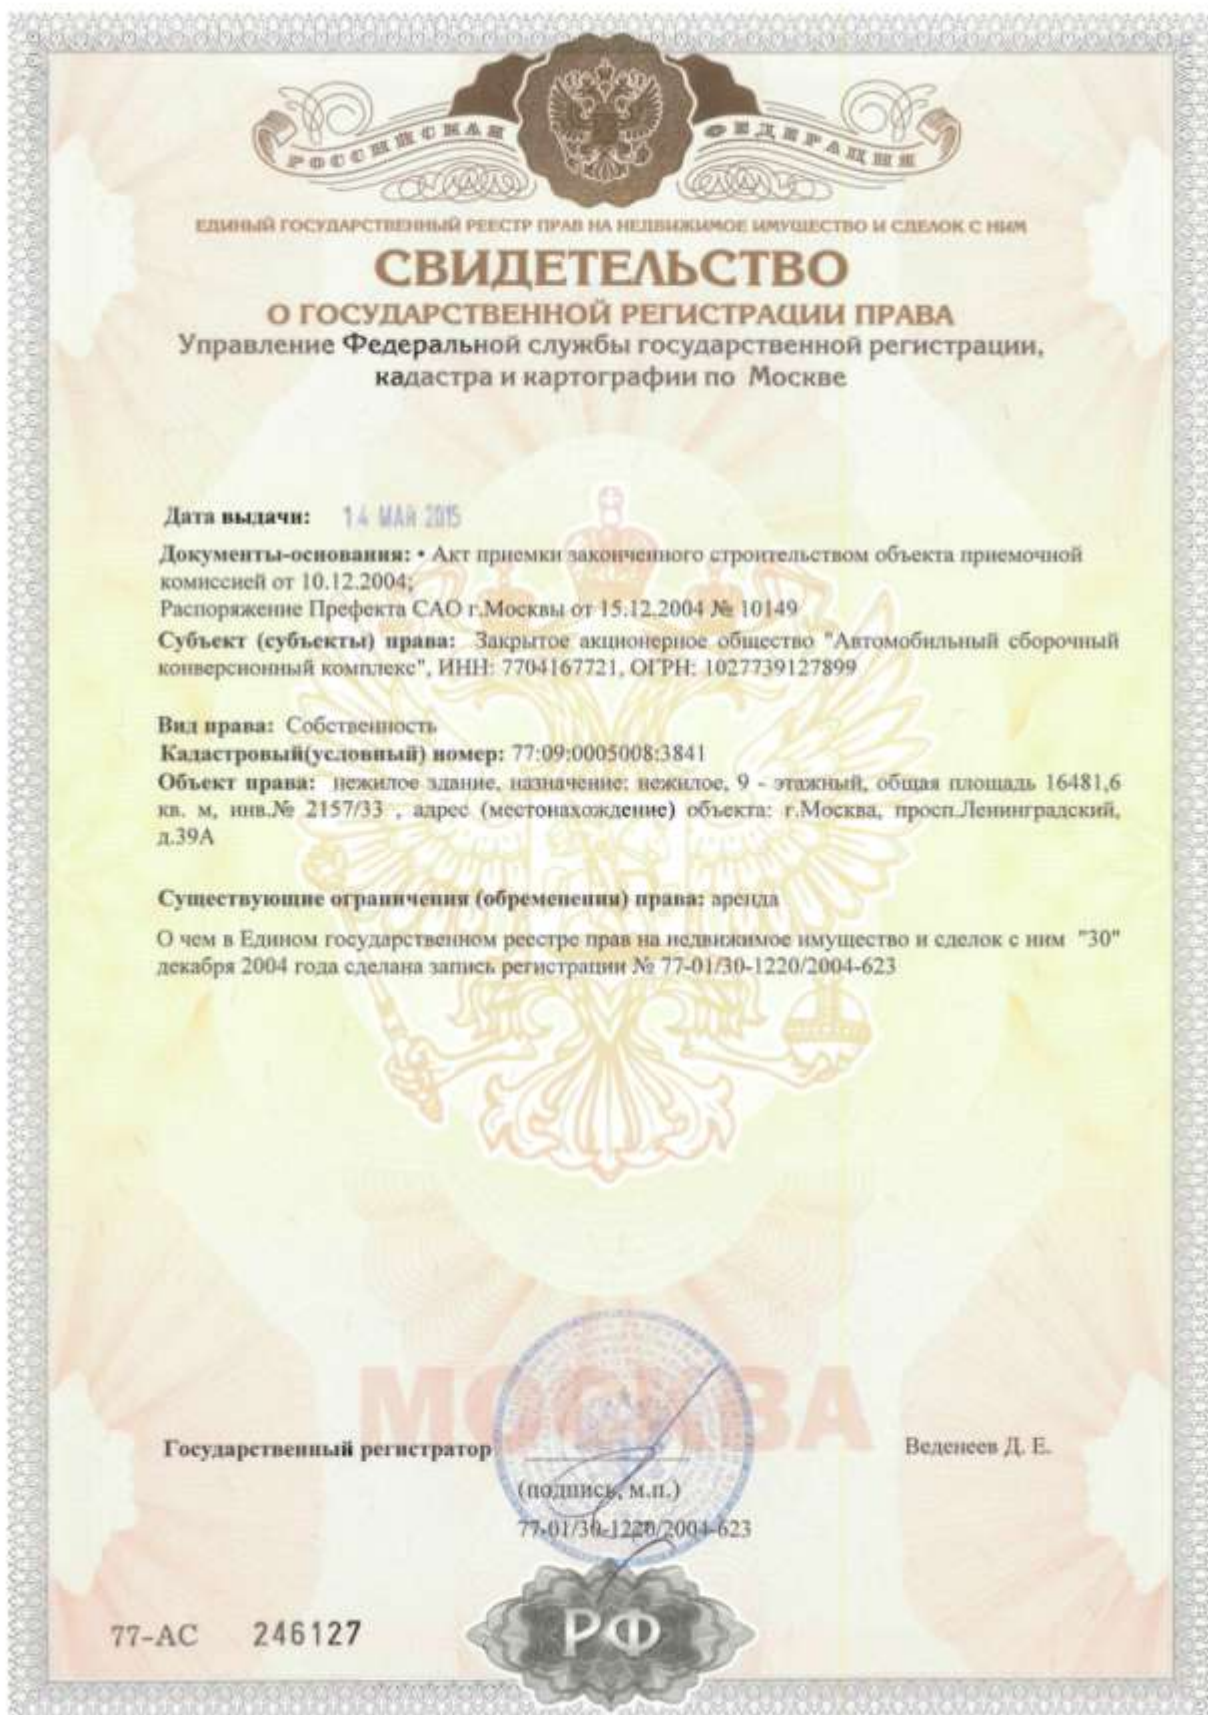 РОССИЙСКАЯ ФЕДЕРАЦИЯ
ЕДИНЫЙ ГОСУДАРСТВЕННЫЙ РЕЕСТР ПРАВ НА НЕДВИЖИМОЕ ИМУЩЕСТВО И СДЕЛОК С НИМ
СВИДЕТЕЛЬСТВО
О ГОСУДАРСТВЕННОЙ РЕГИСТРАЦИИ ПРАВА
Управление Федеральной службы государственной регистрации,
кадастра и картографии по Москве
Дата выдачи: 14 МАЯ 2015
Документы-основания: • Акт приемки законченного строительством объекта приемочной
комиссией от 10.12.2004;
Распоряжение Префекта САО г.Москвы от 15.12.2004 № 10149
Субъект (субъекты) права: Закрытое акционерное общество "Автомобильный сборочный
конверсионный комплекс", ИНН: 7704167721, ОГРН: 1027739127899
Вид права: Собственность
Кадастровый(условный) номер: 77:09:0005008:3841
Объект права: нежилое здание, назначение: нежилое, 9 - этажный, общая площадь 16481,6
кв. м, инв.№ 2157/33 , адрес (местонахождение) объекта: г.Москва, просп.Ленинградский,
д.39А
Существующие ограничения (обременения) права: аренда
О чем в Едином государственном реестре прав на недвижимое имущество и сделок с ним "30"
декабря 2004 года сделана запись регистрации № 77-01/30-1220/2004-623
МОСКВА
Государственный регистратор Веденеев Д. Е.
(подпись, м.п.)
77-01/30-1220/2004-623
77-АС 246127
РФ